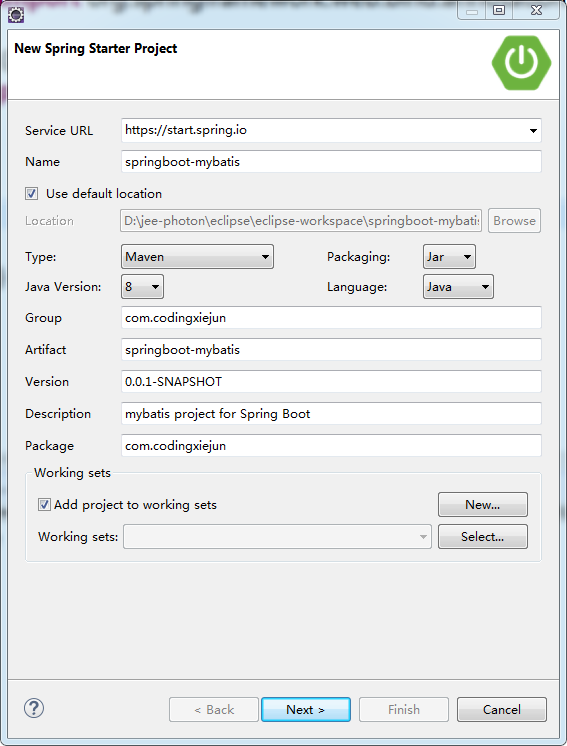 New Spring Starter Project
Service URL https://start.spring.io
Name springboot-mybatis
Use default location
Location D:\jee-photon\eclipse\eclipse-workspace\springboot-mybatis Browse
Type: Maven Packaging: Jar
Java Version: 8 Language: Java
Group com.codingxiejun
Artifact springboot-mybatis
Version 0.0.1-SNAPSHOT
Description mybatis project for Spring Boot
Package com.codingxiejun
Working sets
Add project to working sets New...
Working sets: Select...
< Back Next > Finish Cancel